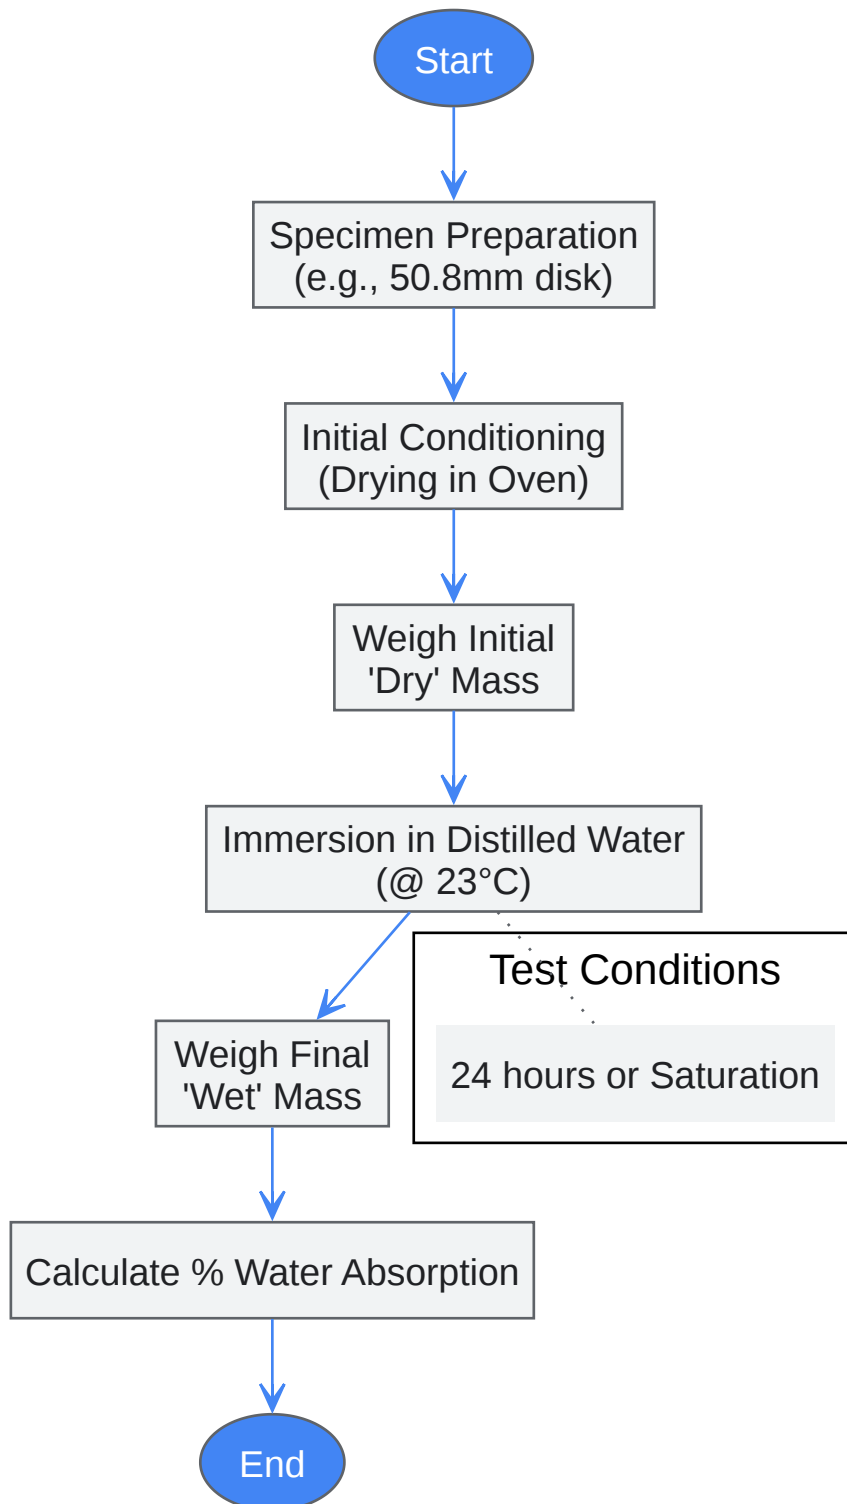 Start
Specimen Preparation
(e.g., 50.8mm disk)
Initial Conditioning
(Drying in Oven)
Weigh Initial
'Dry' Mass
Immersion in Distilled Water
(@ 23°C)
Test Conditions
24 hours or Saturation
Weigh Final
'Wet' Mass
Calculate % Water Absorption
End